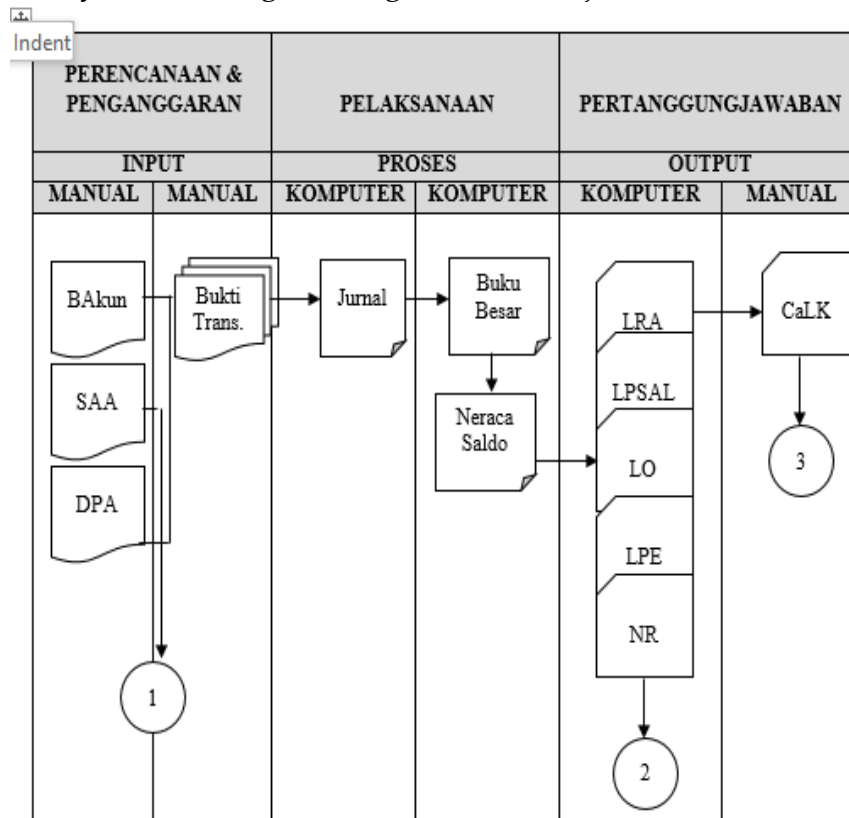 Indent
PERENCANAAN &
PENGANGGARAN
PELAKSANAAN
PERTANGGUNGJAWABAN
INPUT
PROSES
OUTPUT
MANUAL
MANUAL
KOMPUTER
KOMPUTER
KOMPUTER
MANUAL
BAkun
Bukti
Trans.
Jurnal
Buku
Besar
LRA
CaLK
SAA
Neraca
Saldo
LPSAL
LO
3
DPA
LPE
NR
1
2